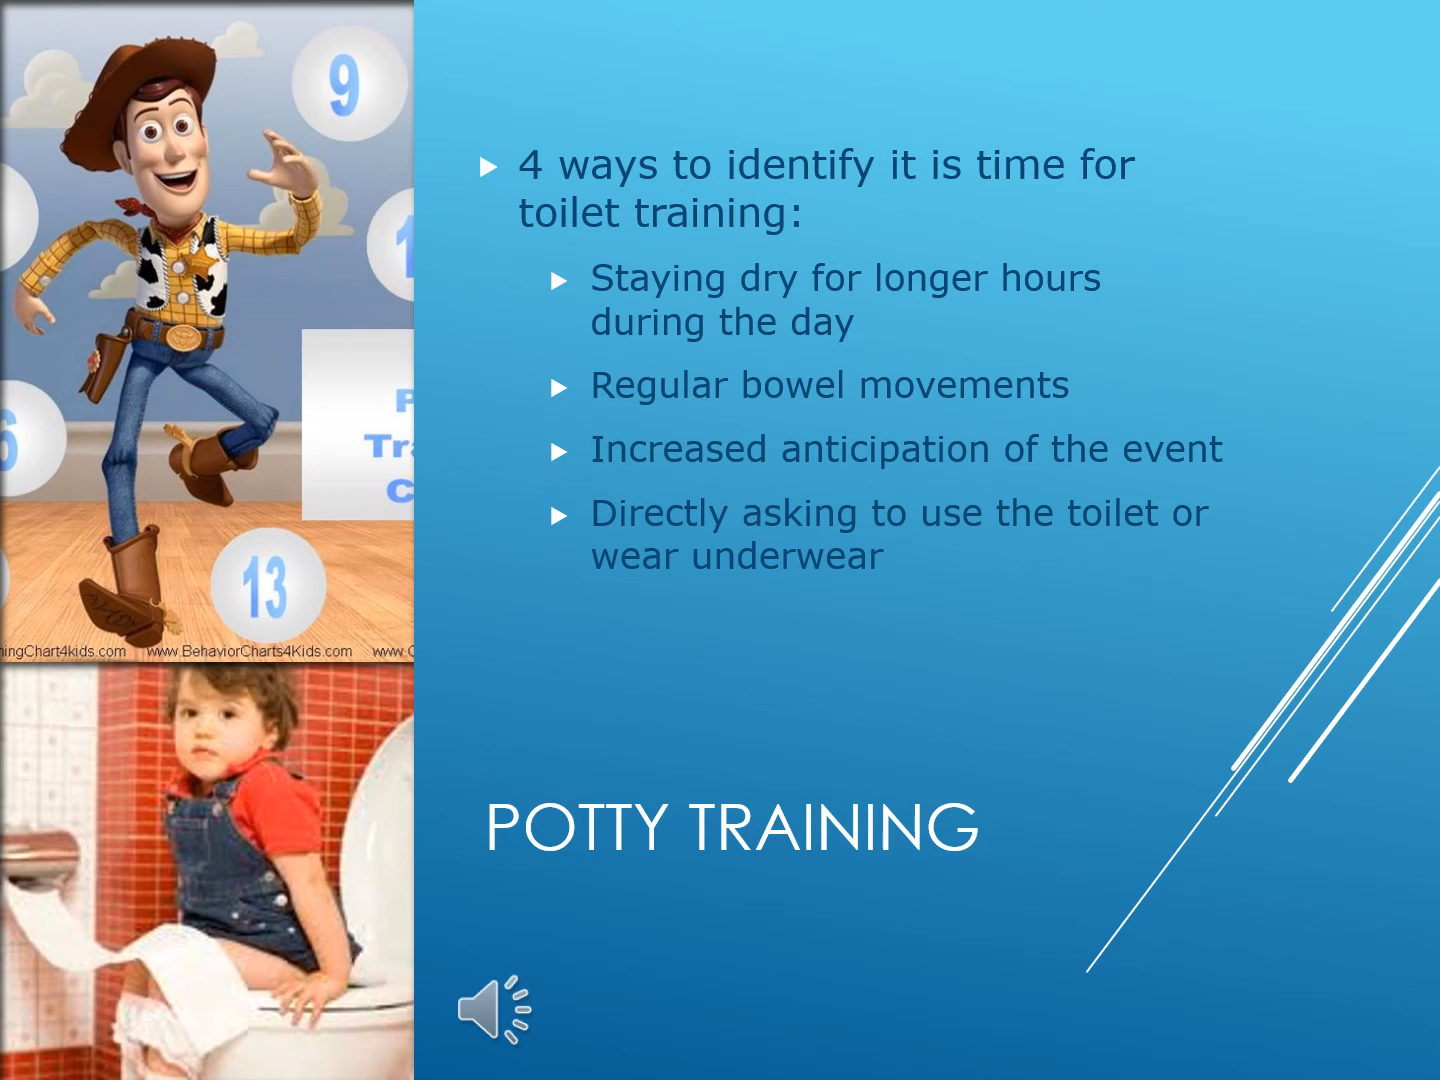 9
4 ways to identify it is time for
toilet training:
Staying dry for longer hours
during the day
Regular bowel movements
Increased anticipation of the event
Directly asking to use the toilet or
wear underwear
13
www.BehaviorCharts4Kids.com
POTTY TRAINING